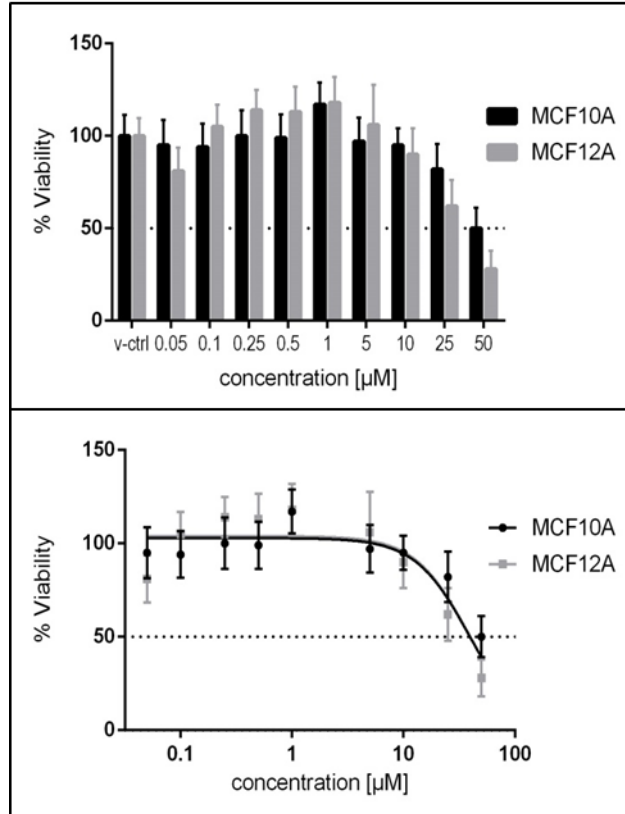 150
100
50
0
% Viability
MCF10A
MCF12A
v-ctrl 0.05 0.1 0.25 0.5 1 5 10 25 50
concentration [µM]
150
100
50
0
% Viability
MCF10A
MCF12A
0.1 1 10 100
concentration [µM]